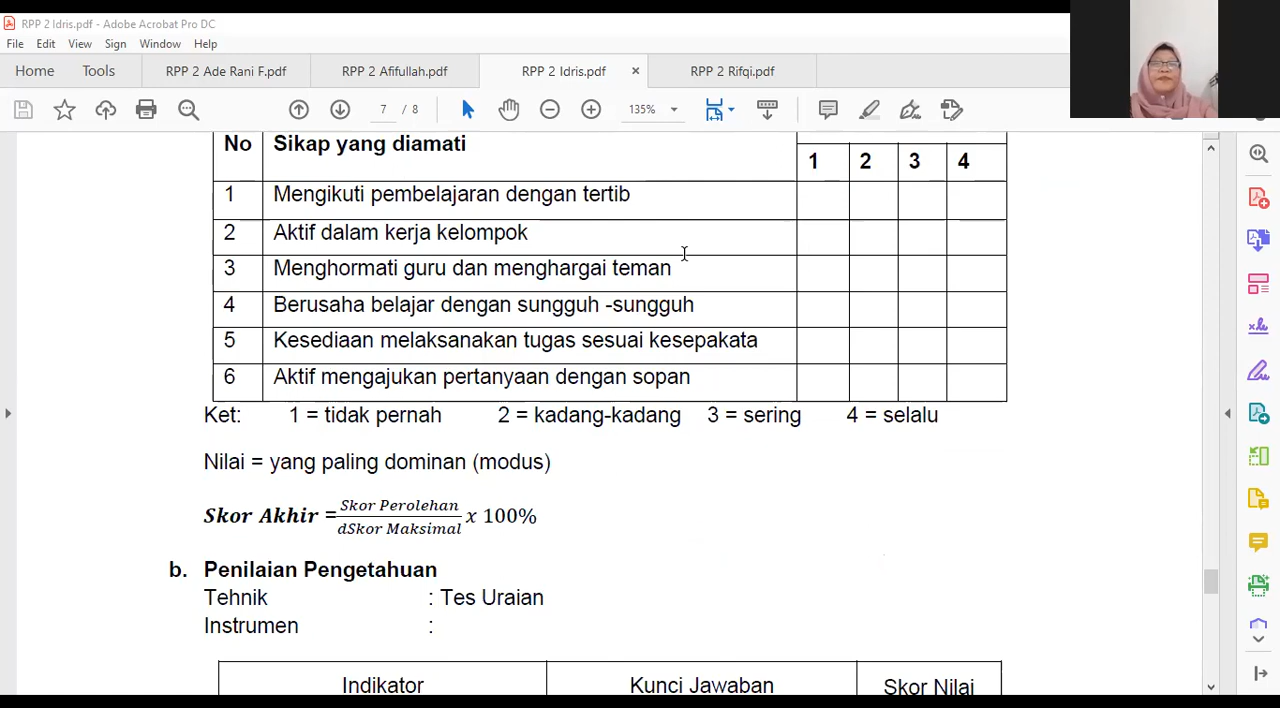 RPP 2 Idris.pdf - Adobe Acrobat Pro DC
File Edit View Sign Window Help
Home Tools RPP 2 Ade Rani F.pdf RPP 2 Afifullah.pdf RPP 2 Idris.pdf × RPP 2 Rifqi.pdf
7 / 8 135%
No Sikap yang diamati
1 2 3 4
1 Mengikuti pembelajaran dengan tertib
2 Aktif dalam kerja kelompok
3 Menghormati guru dan menghargai teman
4 Berusaha belajar dengan sungguh -sungguh
5 Kesediaan melaksanakan tugas sesuai kesepakata
6 Aktif mengajukan pertanyaan dengan sopan
Ket: 1 = tidak pernah 2 = kadang-kadang 3 = sering 4 = selalu
Nilai = yang paling dominan (modus)
Skor Perolehan
Skor Akhir = x 100%
dSkor Maksimal
b. Penilaian Pengetahuan
Tehnik : Tes Uraian
Instrumen :
Indikator Kunci Jawaban Skor Nilai